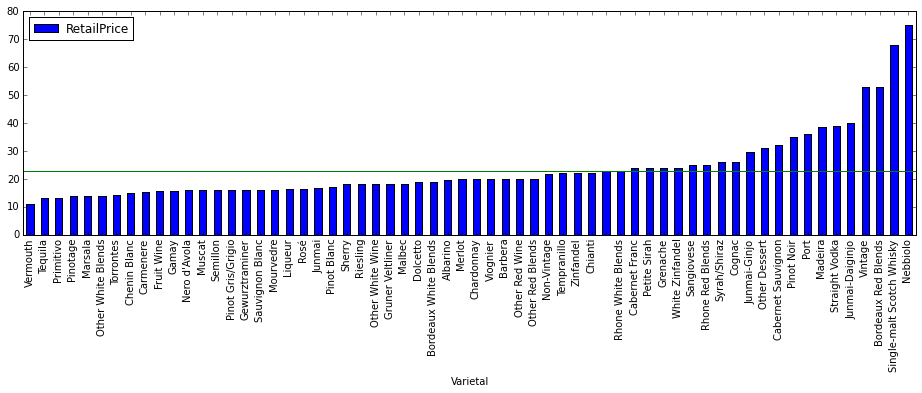 80
70
60
50
40
30
20
10
0
RetailPrice
Vermouth
Tequila
Primitivo
Pinotage
Marsala
Other White Blends
Torrontes
Chenin Blanc
Carmenere
Fruit Wine
Gamay
Nero d'Avola
Muscat
Semillon
Pinot Gris/Grigio
Gewurztraminer
Sauvignon Blanc
Mourvedre
Liqueur
Rosé
Junmai
Pinot Blanc
Sherry
Riesling
Other White Wine
Gruner Veltliner
Malbec
Dolcetto
Bordeaux White Blends
Albarino
Merlot
Chardonnay
Viognier
Barbera
Other Red Wine
Other Red Blends
Non-Vintage
Tempranillo
Zinfandel
Chianti
Rhone White Blends
Cabernet Franc
Petite Sirah
Grenache
White Zinfandel
Sangiovese
Rhone Red Blends
Syrah/Shiraz
Cognac
Junmai-Ginjo
Other Dessert
Cabernet Sauvignon
Pinot Noir
Port
Madeira
Straight Vodka
Junmai-Daiginjo
Vintage
Bordeaux Red Blends
Single-malt Scotch Whisky
Nebbiolo
Varietal